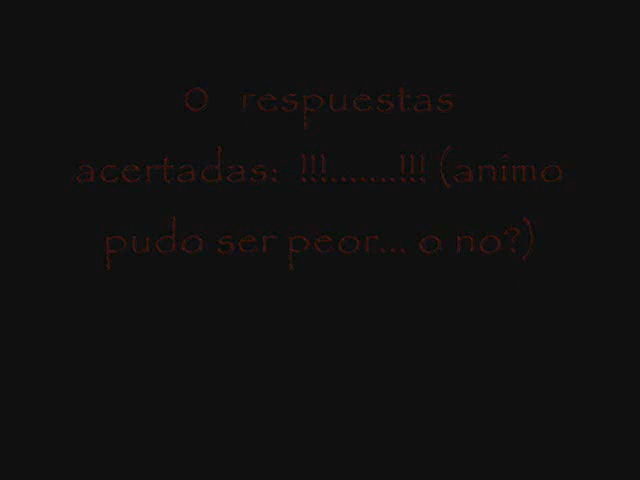 0 respuestas
acertadas: !!!.......!!! (animo
pudo ser peor... o no?)